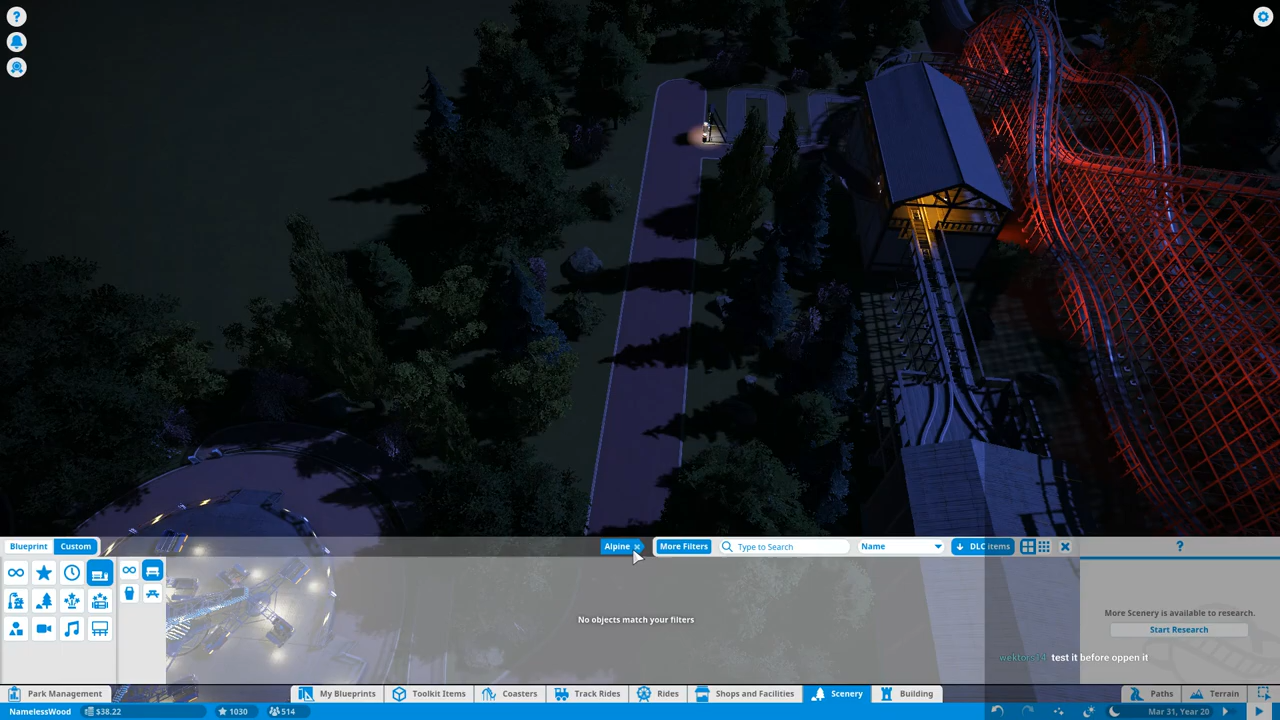 Blueprint
Custom
Alpine
More Filters
Type to Search
Name
DLC items
No objects match your filters
More Scenery is available to research.
Start Research
wektor514 test it before oppen it
Park Management
My Blueprints
Toolkit Items
Coasters
Track Rides
Rides
Shops and Facilities
Scenery
Building
Paths
Terrain
NamelessWood
$38.22
1030
514
Mar 31, Year 20